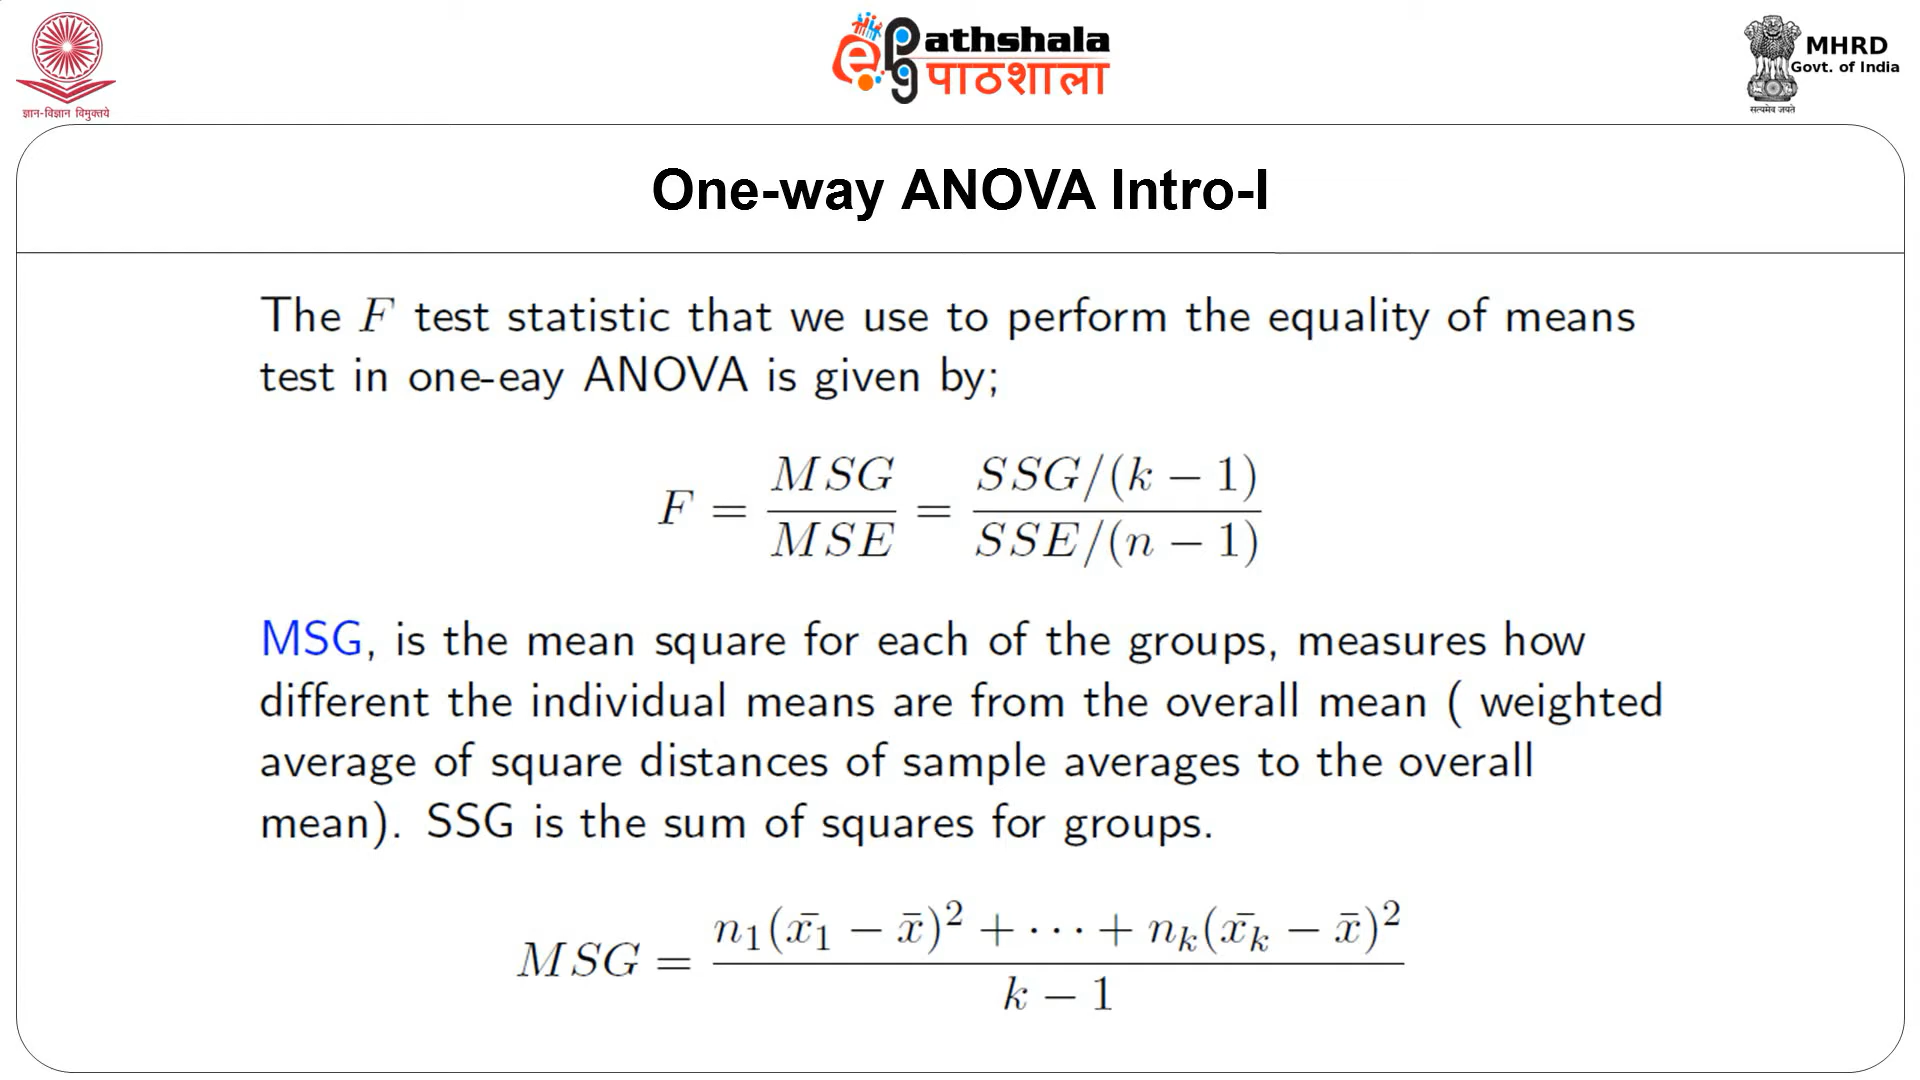 ज्ञान-विज्ञान विमुक्तये
ePG Pathshala
पाठशाला
MHRD
Govt. of India
सत्यमेव जयते
One-way ANOVA Intro-I
The F test statistic that we use to perform the equality of means
test in one-eay ANOVA is given by;
F = MSG / MSE = SSG/(k − 1) / SSE/(n − 1)
MSG, is the mean square for each of the groups, measures how
different the individual means are from the overall mean ( weighted
average of square distances of sample averages to the overall
mean). SSG is the sum of squares for groups.
MSG = n₁(x̄₁ − x̄)² + · · · + nₖ(x̄ₖ − x̄)² / k − 1